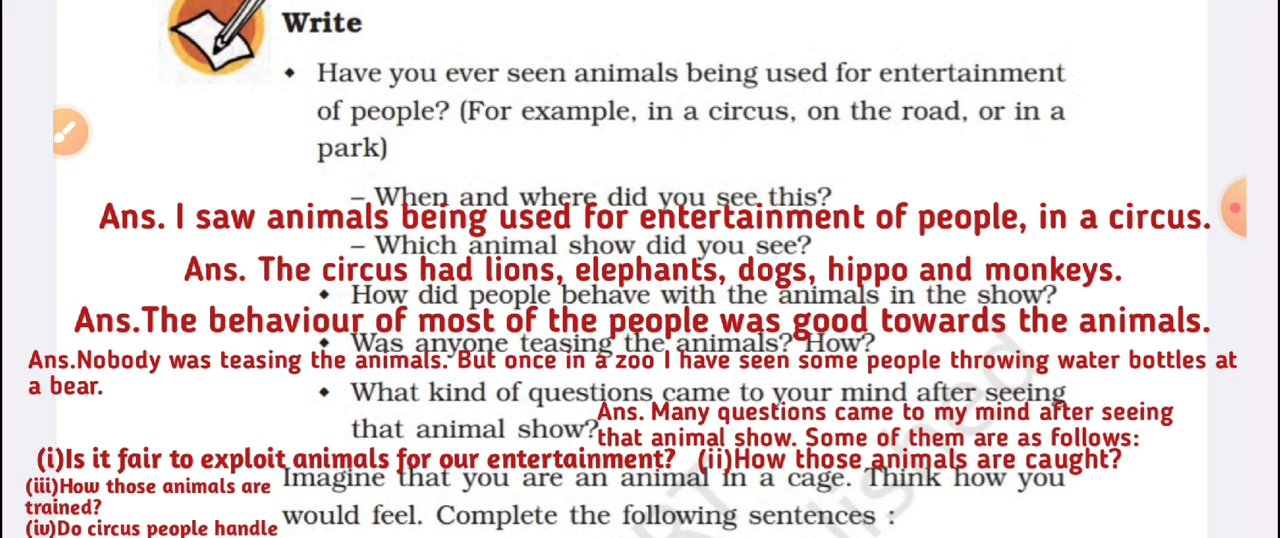 Write
• Have you ever seen animals being used for entertainment
of people? (For example, in a circus, on the road, or in a
park)
– When and where did you see this?
Ans. I saw animals being used for entertainment of people, in a circus.
– Which animal show did you see?
Ans. The circus had lions, elephants, dogs, hippo and monkeys.
• How did people behave with the animals in the show?
Ans.The behaviour of most of the people was good towards the animals.
• Was anyone teasing the animals? How?
Ans.Nobody was teasing the animals. But once in a zoo I have seen some people throwing water bottles at
a bear.
• What kind of questions came to your mind after seeing
that animal show?
Ans. Many questions came to my mind after seeing
that animal show. Some of them are as follows:
(i)Is it fair to exploit animals for our entertainment? (ii)How those animals are caught?
(iii)How those animals are
trained?
(iv)Do circus people handle
Imagine that you are an animal in a cage. Think how you
would feel. Complete the following sentences :